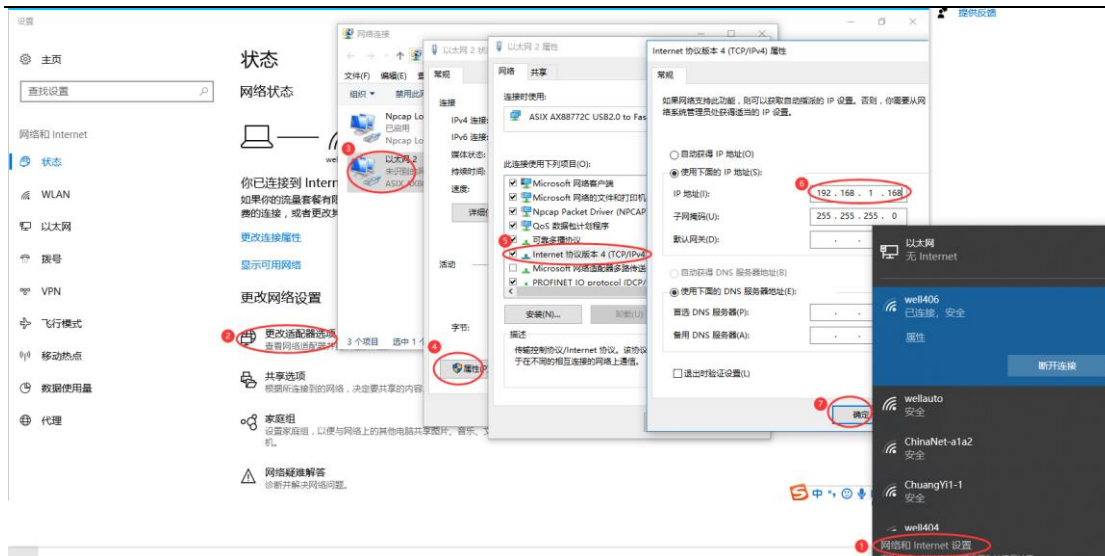 提供反馈
设置
主页
查找设置
网络和 Internet
状态
WLAN
以太网
拨号
VPN
飞行模式
移动热点
数据使用量
代理
状态
网络状态
你已连接到 Intern
如果你的流量套餐有限
费的连接，或者更改其
更改连接属性
显示可用网络
更改网络设置
2
更改适配器选项
查看网络适配器并
共享选项
根据所连接到的网络，决定要共享的内容
家庭组
设置家庭组，以便与网络上的其他电脑共享图片、音乐、文
机。
网络疑难解答
诊断并解决网络问题。
网络连接
文件(F) 编辑(E)
组织 禁用此网
Npcap Lo
已启用
Npcap Lo
3
以太网 2
未识别的
ASIX AX8
3 个项目 选中 1 个
以太网 2 状
常规
连接
IPv4 连接:
IPv6 连接:
媒体状态:
持续时间:
速度:
详细信
活动
字节:
4
属性(P)
以太网 2 属性
网络 共享
连接时使用:
ASIX AX88772C USB2.0 to Fas
此连接使用下列项目(O):
Microsoft 网络客户端
Microsoft 网络的文件和打印机
Npcap Packet Driver (NPCAP
QoS 数据包计划程序
5
可靠多播协议
Internet 协议版本 4 (TCP/IPv4)
Microsoft 网络适配器多路传送
PROFINET IO protocol (DCP/
安装(N)...
卸载(U)
描述
传输控制协议/Internet 协议。该协议
于在不同的相互连接的网络上通信。
Internet 协议版本 4 (TCP/IPv4) 属性
常规
如果网络支持此功能，则可以获取自动指派的 IP 设置。否则，你需要从网
络系统管理员处获得适当的 IP 设置。
自动获得 IP 地址(O)
使用下面的 IP 地址(S):
6
IP 地址(I): 192 . 168 . 1 . 168
子网掩码(U): 255 . 255 . 255 . 0
默认网关(D):
自动获得 DNS 服务器地址(B)
使用下面的 DNS 服务器地址(E):
首选 DNS 服务器(P):
备用 DNS 服务器(A):
退出时验证设置(L)
7
确定
中
以太网
无 Internet
well406
已连接，安全
属性
断开连接
wellauto
安全
ChinaNet-a1a2
安全
ChuangYi1-1
安全
well404
1
网络和 Internet 设置